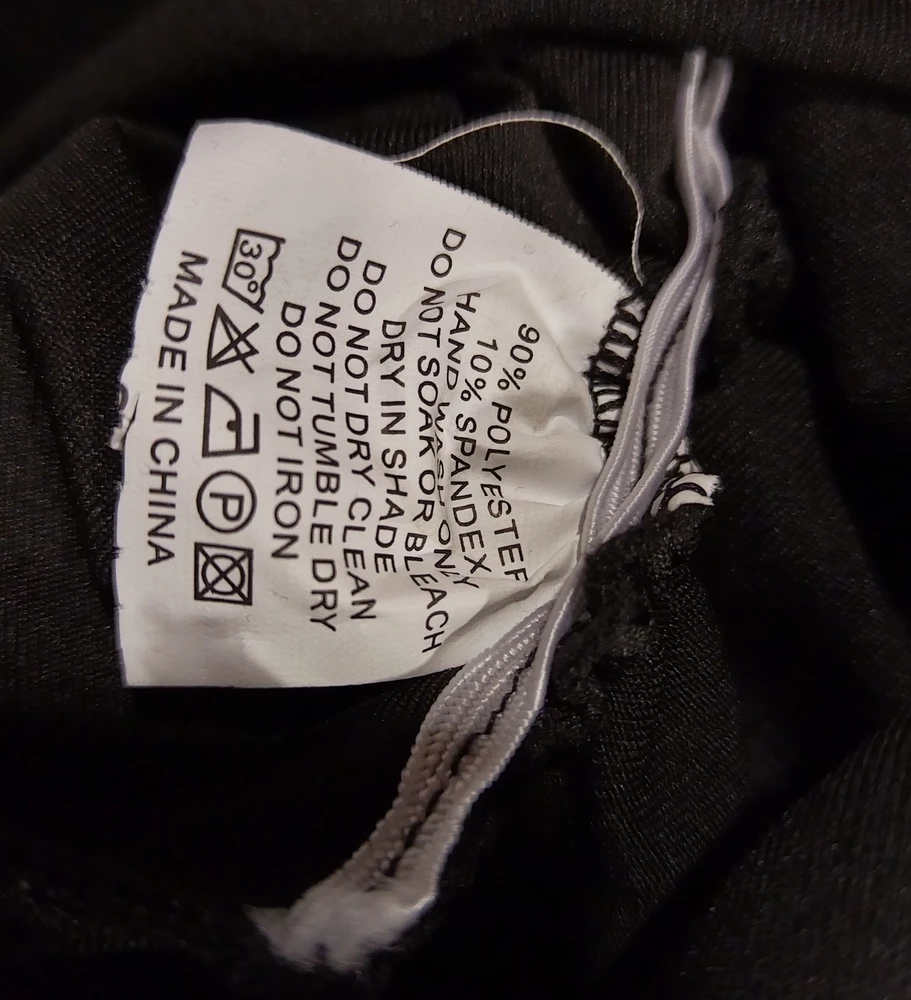 90% POLYESTER
10% SPANDEX
HAND WASH ONLY
DO NOT SOAK OR BLEACH
DRY IN SHADE
DO NOT DRY CLEAN
DO NOT TUMBLE DRY
DO NOT IRON
30° P
MADE IN CHINA